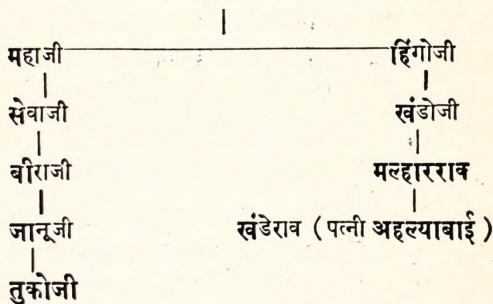 महाजी हिंगोजी
सेवाजी खंडोजी
बीराजी मल्हारराव
जानूजी खंडेराव ( पत्नी अहल्याबाई )
तुकोजी